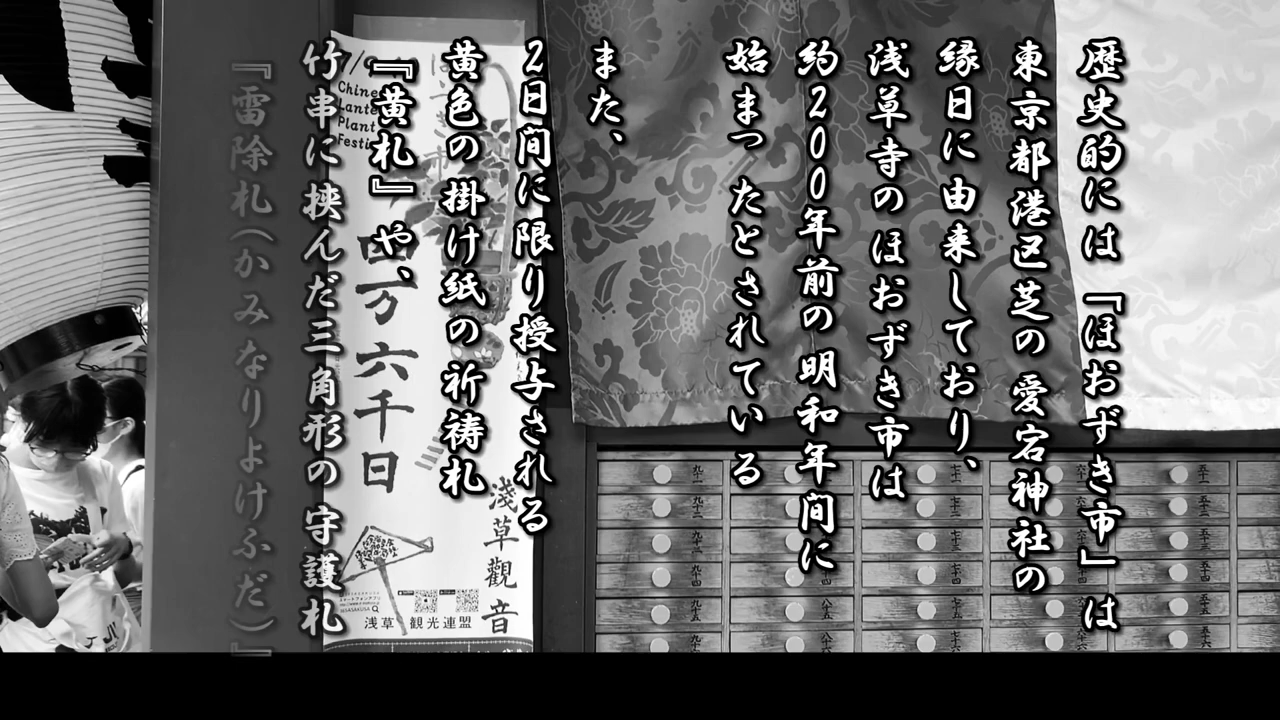 歴史的には「ほおずき市」は
東京都港区芝の愛宕神社の
縁日に由来しており、
浅草寺のほおずき市は
約200年前の明和年間に
始まったとされている
また、
2日間に限り授与される
黄色の掛け紙の祈祷札
『黄札』や、
竹串に挟んだ三角形の守護札
『雷除札(かみなりよけふだ)』
Chine
Lante
Plant
Festi
四万六千日
淺草觀音
浅草 観光連盟